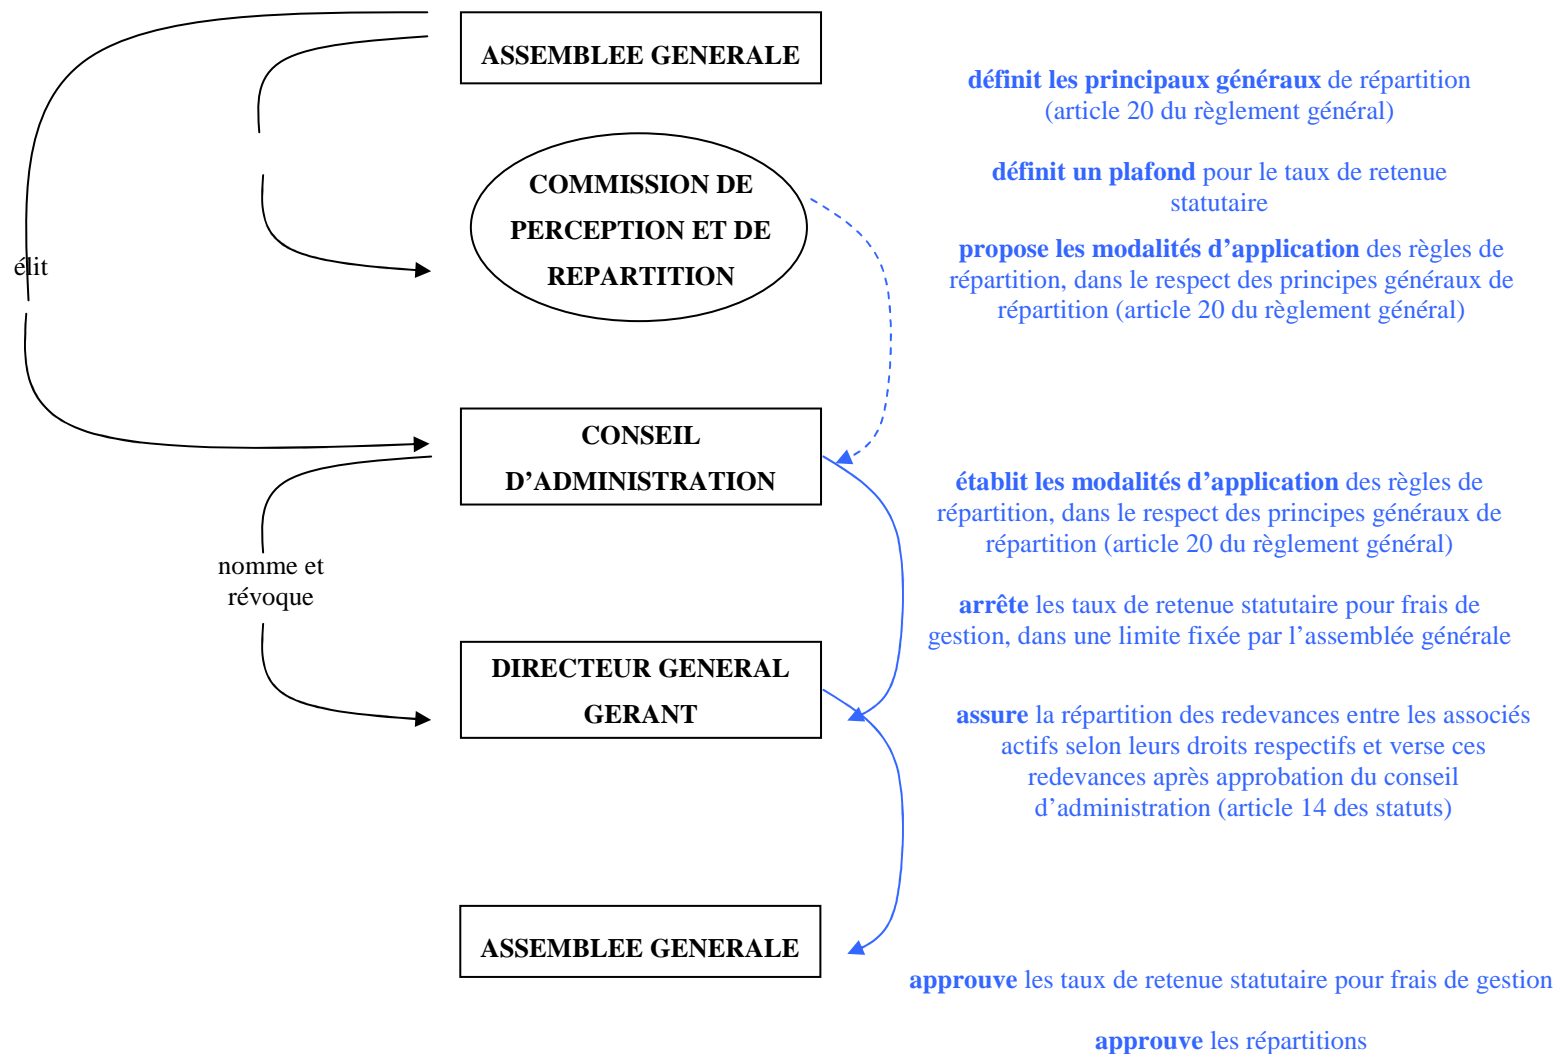 ASSEMBLEE GENERALE
définit les principaux généraux de répartition
(article 20 du règlement général)
définit un plafond pour le taux de retenue
statutaire
COMMISSION DE
PERCEPTION ET DE
REPARTITION
propose les modalités d’application des règles de
répartition, dans le respect des principes généraux de
répartition (article 20 du règlement général)
élit
CONSEIL
D’ADMINISTRATION
établit les modalités d’application des règles de
répartition, dans le respect des principes généraux de
répartition (article 20 du règlement général)
arrête les taux de retenue statutaire pour frais de
gestion, dans une limite fixée par l’assemblée générale
nomme et
révoque
DIRECTEUR GENERAL
GERANT
assure la répartition des redevances entre les associés
actifs selon leurs droits respectifs et verse ces
redevances après approbation du conseil
d’administration (article 14 des statuts)
ASSEMBLEE GENERALE
approuve les taux de retenue statutaire pour frais de gestion
approuve les répartitions